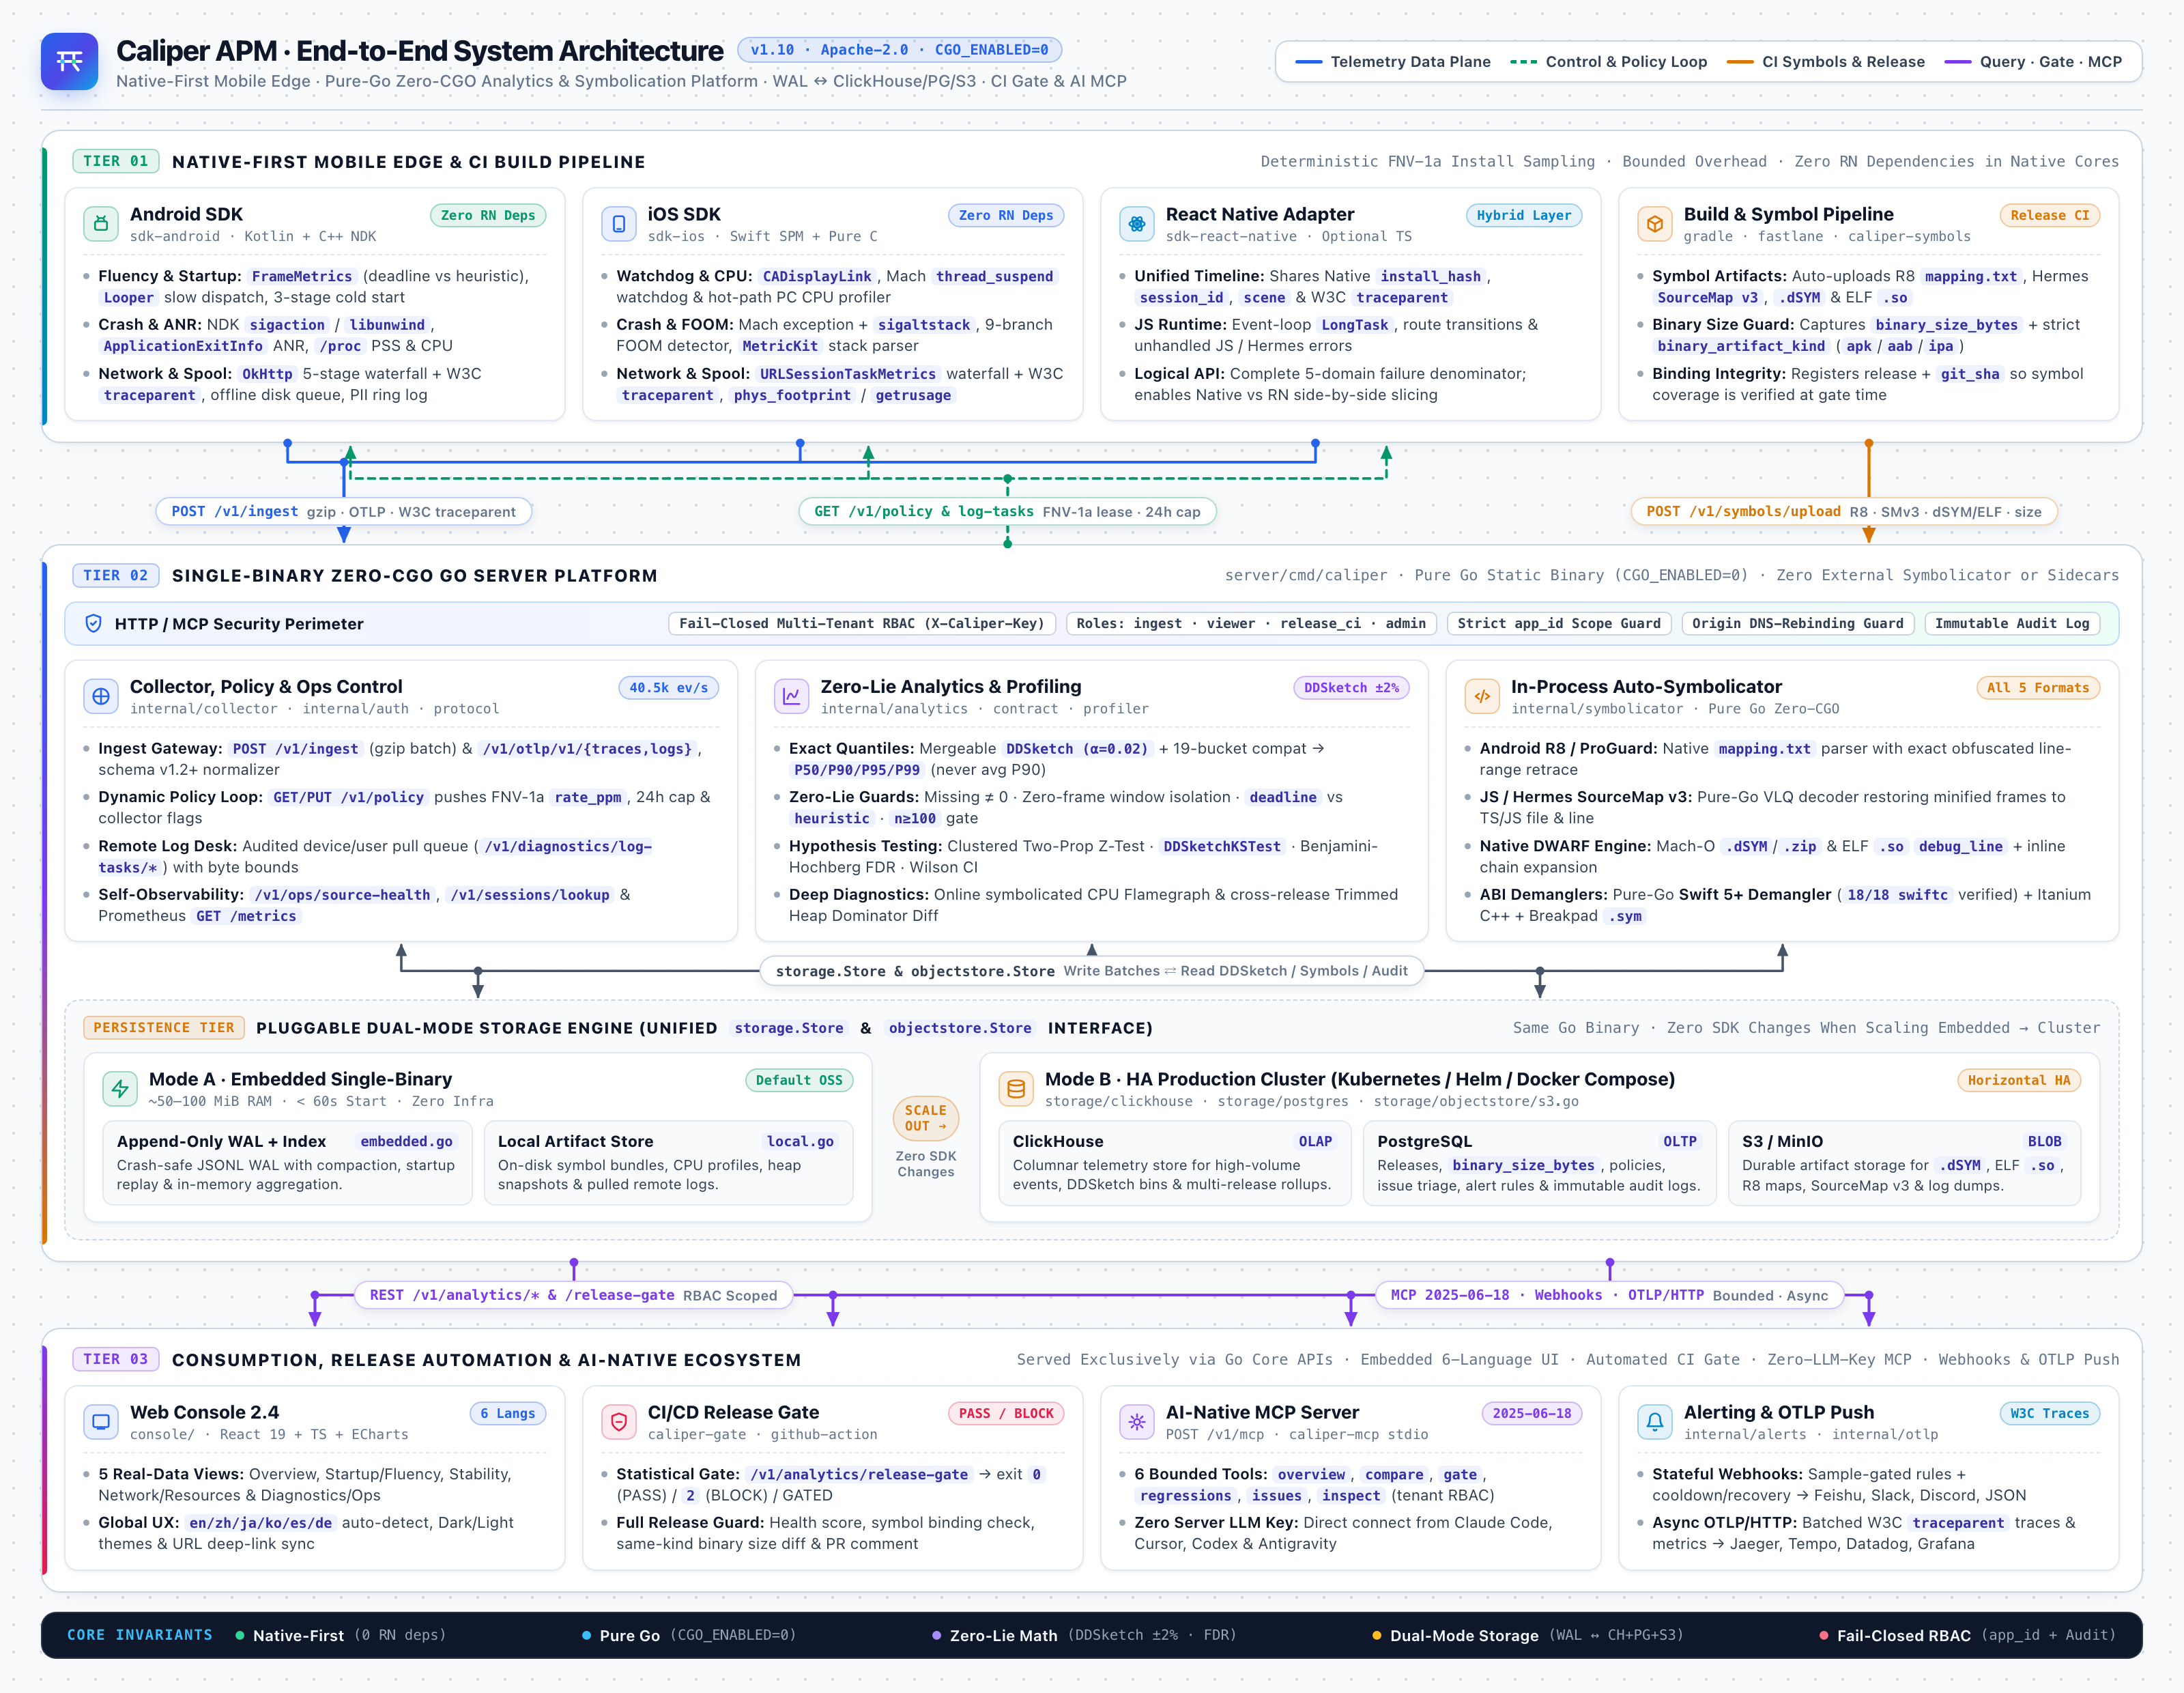 Caliper APM · End-to-End System Architecture
v1.10 · Apache-2.0 · CGO_ENABLED=0
Native-First Mobile Edge · Pure-Go Zero-CGO Analytics & Symbolication Platform · WAL ↔ ClickHouse/PG/S3 · CI Gate & AI MCP
Telemetry Data Plane
Control & Policy Loop
CI Symbols & Release
Query · Gate · MCP
TIER 01 NATIVE-FIRST MOBILE EDGE & CI BUILD PIPELINE
Deterministic FNV-1a Install Sampling · Bounded Overhead · Zero RN Dependencies in Native Cores
Android SDK
Zero RN Deps
sdk-android · Kotlin + C++ NDK
Fluency & Startup: FrameMetrics (deadline vs heuristic),
Looper slow dispatch, 3-stage cold start
Crash & ANR: NDK sigaction / libunwind ,
ApplicationExitInfo ANR, /proc PSS & CPU
Network & Spool: OkHttp 5-stage waterfall + W3C
traceparent , offline disk queue, PII ring log
iOS SDK
Zero RN Deps
sdk-ios · Swift SPM + Pure C
Watchdog & CPU: CADisplayLink , Mach thread_suspend
watchdog & hot-path PC CPU profiler
Crash & FOOM: Mach exception + sigaltstack , 9-branch
FOOM detector, MetricKit stack parser
Network & Spool: URLSessionTaskMetrics waterfall + W3C
traceparent , phys_footprint / getrusage
React Native Adapter
Hybrid Layer
sdk-react-native · Optional TS
Unified Timeline: Shares Native install_hash ,
session_id , scene & W3C traceparent
JS Runtime: Event-loop LongTask , route transitions &
unhandled JS / Hermes errors
Logical API: Complete 5-domain failure denominator;
enables Native vs RN side-by-side slicing
Build & Symbol Pipeline
Release CI
gradle · fastlane · caliper-symbols
Symbol Artifacts: Auto-uploads R8 mapping.txt , Hermes
SourceMap v3 , .dSYM & ELF .so
Binary Size Guard: Captures binary_size_bytes + strict
binary_artifact_kind ( apk / aab / ipa )
Binding Integrity: Registers release + git_sha so symbol
coverage is verified at gate time
POST /v1/ingest gzip · OTLP · W3C traceparent
GET /v1/policy & log-tasks FNV-1a lease · 24h cap
POST /v1/symbols/upload R8 · SMv3 · dSYM/ELF · size
TIER 02 SINGLE-BINARY ZERO-CGO GO SERVER PLATFORM
server/cmd/caliper · Pure Go Static Binary (CGO_ENABLED=0) · Zero External Symbolicator or Sidecars
HTTP / MCP Security Perimeter
Fail-Closed Multi-Tenant RBAC (X-Caliper-Key)
Roles: ingest · viewer · release_ci · admin
Strict app_id Scope Guard
Origin DNS-Rebinding Guard
Immutable Audit Log
Collector, Policy & Ops Control
40.5k ev/s
internal/collector · internal/auth · protocol
Ingest Gateway: POST /v1/ingest (gzip batch) & /v1/otlp/v1/{traces,logs} ,
schema v1.2+ normalizer
Dynamic Policy Loop: GET/PUT /v1/policy pushes FNV-1a rate_ppm , 24h cap &
collector flags
Remote Log Desk: Audited device/user pull queue ( /v1/diagnostics/log-
tasks/* ) with byte bounds
Self-Observability: /v1/ops/source-health , /v1/sessions/lookup &
Prometheus GET /metrics
Zero-Lie Analytics & Profiling
DDSketch ±2%
internal/analytics · contract · profiler
Exact Quantiles: Mergeable DDSketch (α=0.02) + 19-bucket compat →
P50/P90/P95/P99 (never avg P90)
Zero-Lie Guards: Missing ≠ 0 · Zero-frame window isolation · deadline vs
heuristic · n≥100 gate
Hypothesis Testing: Clustered Two-Prop Z-Test · DDSketchKSTest · Benjamini-
Hochberg FDR · Wilson CI
Deep Diagnostics: Online symbolicated CPU Flamegraph & cross-release Trimmed
Heap Dominator Diff
In-Process Auto-Symbolicator
All 5 Formats
internal/symbolicator · Pure Go Zero-CGO
Android R8 / ProGuard: Native mapping.txt parser with exact obfuscated line-
range retrace
JS / Hermes SourceMap v3: Pure-Go VLQ decoder restoring minified frames to
TS/JS file & line
Native DWARF Engine: Mach-O .dSYM / .zip & ELF .so debug_line + inline
chain expansion
ABI Demanglers: Pure-Go Swift 5+ Demangler ( 18/18 swiftc verified) + Itanium
C++ + Breakpad .sym
storage.Store & objectstore.Store Write Batches ⇌ Read DDSketch / Symbols / Audit
PERSISTENCE TIER PLUGGABLE DUAL-MODE STORAGE ENGINE (UNIFIED storage.Store & objectstore.Store INTERFACE)
Same Go Binary · Zero SDK Changes When Scaling Embedded → Cluster
Mode A · Embedded Single-Binary
Default OSS
~50–100 MiB RAM · < 60s Start · Zero Infra
Append-Only WAL + Index embedded.go
Crash-safe JSONL WAL with compaction, startup
replay & in-memory aggregation.
Local Artifact Store local.go
On-disk symbol bundles, CPU profiles, heap
snapshots & pulled remote logs.
SCALE
OUT →
Zero SDK
Changes
Mode B · HA Production Cluster (Kubernetes / Helm / Docker Compose)
Horizontal HA
storage/clickhouse · storage/postgres · storage/objectstore/s3.go
ClickHouse OLAP
Columnar telemetry store for high-volume
events, DDSketch bins & multi-release rollups.
PostgreSQL OLTP
Releases, binary_size_bytes , policies,
issue triage, alert rules & immutable audit logs.
S3 / MinIO BLOB
Durable artifact storage for .dSYM , ELF .so ,
R8 maps, SourceMap v3 & log dumps.
REST /v1/analytics/* & /release-gate RBAC Scoped
MCP 2025-06-18 · Webhooks · OTLP/HTTP Bounded · Async
TIER 03 CONSUMPTION, RELEASE AUTOMATION & AI-NATIVE ECOSYSTEM
Served Exclusively via Go Core APIs · Embedded 6-Language UI · Automated CI Gate · Zero-LLM-Key MCP · Webhooks & OTLP Push
Web Console 2.4
6 Langs
console/ · React 19 + TS + ECharts
5 Real-Data Views: Overview, Startup/Fluency, Stability,
Network/Resources & Diagnostics/Ops
Global UX: en/zh/ja/ko/es/de auto-detect, Dark/Light
themes & URL deep-link sync
CI/CD Release Gate
PASS / BLOCK
caliper-gate · github-action
Statistical Gate: /v1/analytics/release-gate → exit 0
(PASS) / 2 (BLOCK) / GATED
Full Release Guard: Health score, symbol binding check,
same-kind binary size diff & PR comment
AI-Native MCP Server
2025-06-18
POST /v1/mcp · caliper-mcp stdio
6 Bounded Tools: overview , compare , gate ,
regressions , issues , inspect (tenant RBAC)
Zero Server LLM Key: Direct connect from Claude Code,
Cursor, Codex & Antigravity
Alerting & OTLP Push
W3C Traces
internal/alerts · internal/otlp
Stateful Webhooks: Sample-gated rules +
cooldown/recovery → Feishu, Slack, Discord, JSON
Async OTLP/HTTP: Batched W3C traceparent traces &
metrics → Jaeger, Tempo, Datadog, Grafana
CORE INVARIANTS
Native-First (0 RN deps)
Pure Go (CGO_ENABLED=0)
Zero-Lie Math (DDSketch ±2% · FDR)
Dual-Mode Storage (WAL ↔ CH+PG+S3)
Fail-Closed RBAC (app_id + Audit)